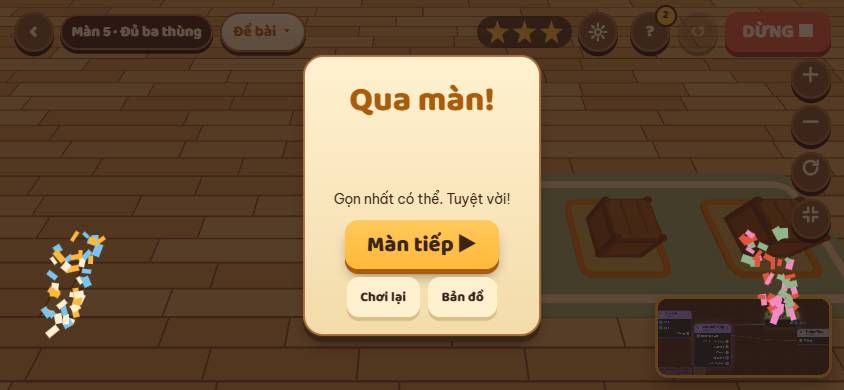 Màn 5 • Đủ ba thùng
Đề bài
?
2
DỪNG
Qua màn!
Gọn nhất có thể. Tuyệt vời!
Màn tiếp
Chơi lại
Bản đồ